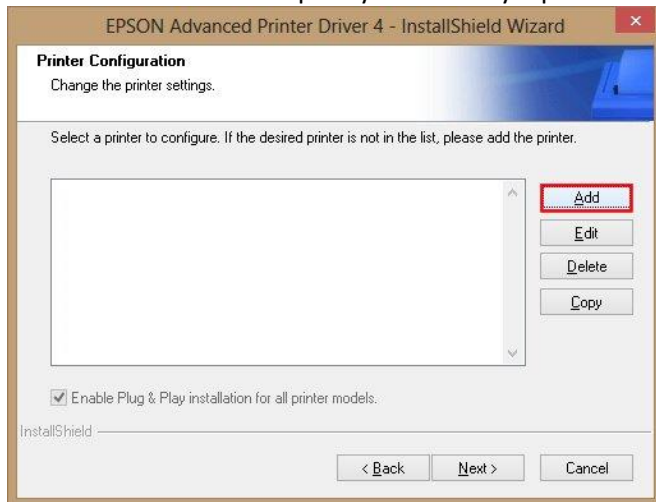 EPSON Advanced Printer Driver 4 - InstallShield Wizard
Printer Configuration
Change the printer settings.
Select a printer to configure. If the desired printer is not in the list, please add the printer.
Add
Edit
Delete
Copy
Enable Plug & Play installation for all printer models.
InstallShield
< Back Next > Cancel